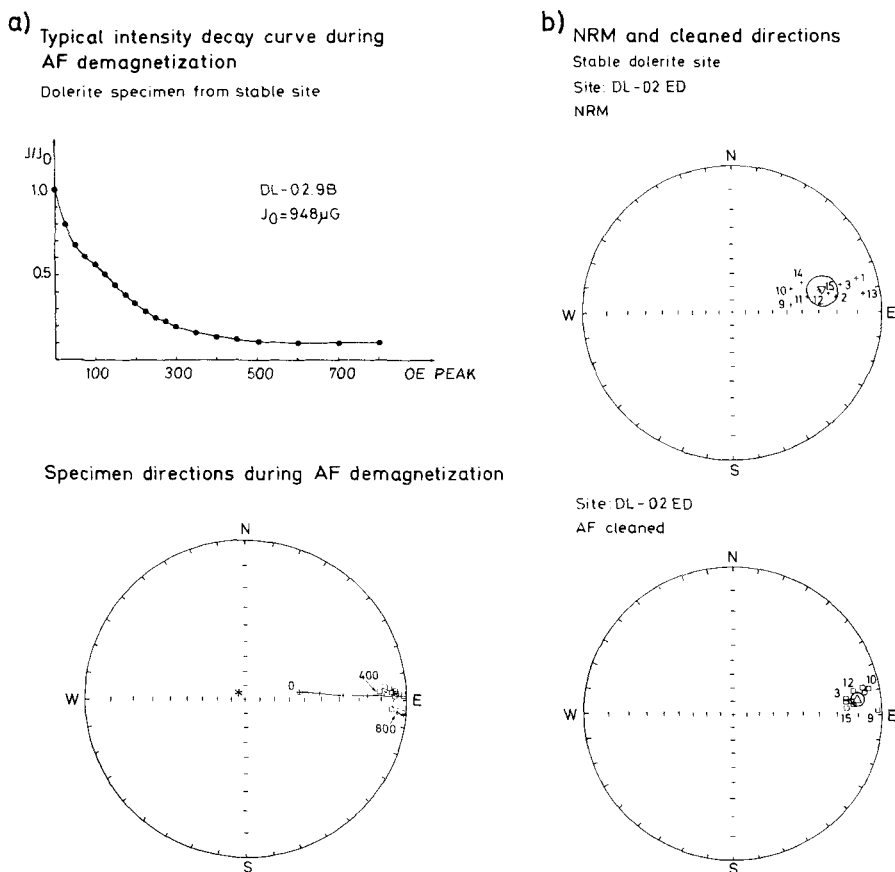 a)
Typical intensity decay curve during
AF demagnetization
Dolerite specimen from stable site
J/J0
1.0
0.5
DL-02.9B
J0=948µG
100 300 500 700 OE PEAK
Specimen directions during AF demagnetization
N
W
E
S
0
400
800
*
b)
NRM and cleaned directions
Stable dolerite site
Site: DL-02 ED
NRM
N
W
E
S
14
10
9
11
12
15
3
1
2
13
Site: DL-02 ED
AF cleaned
N
W
E
S
12
10
3
15
9